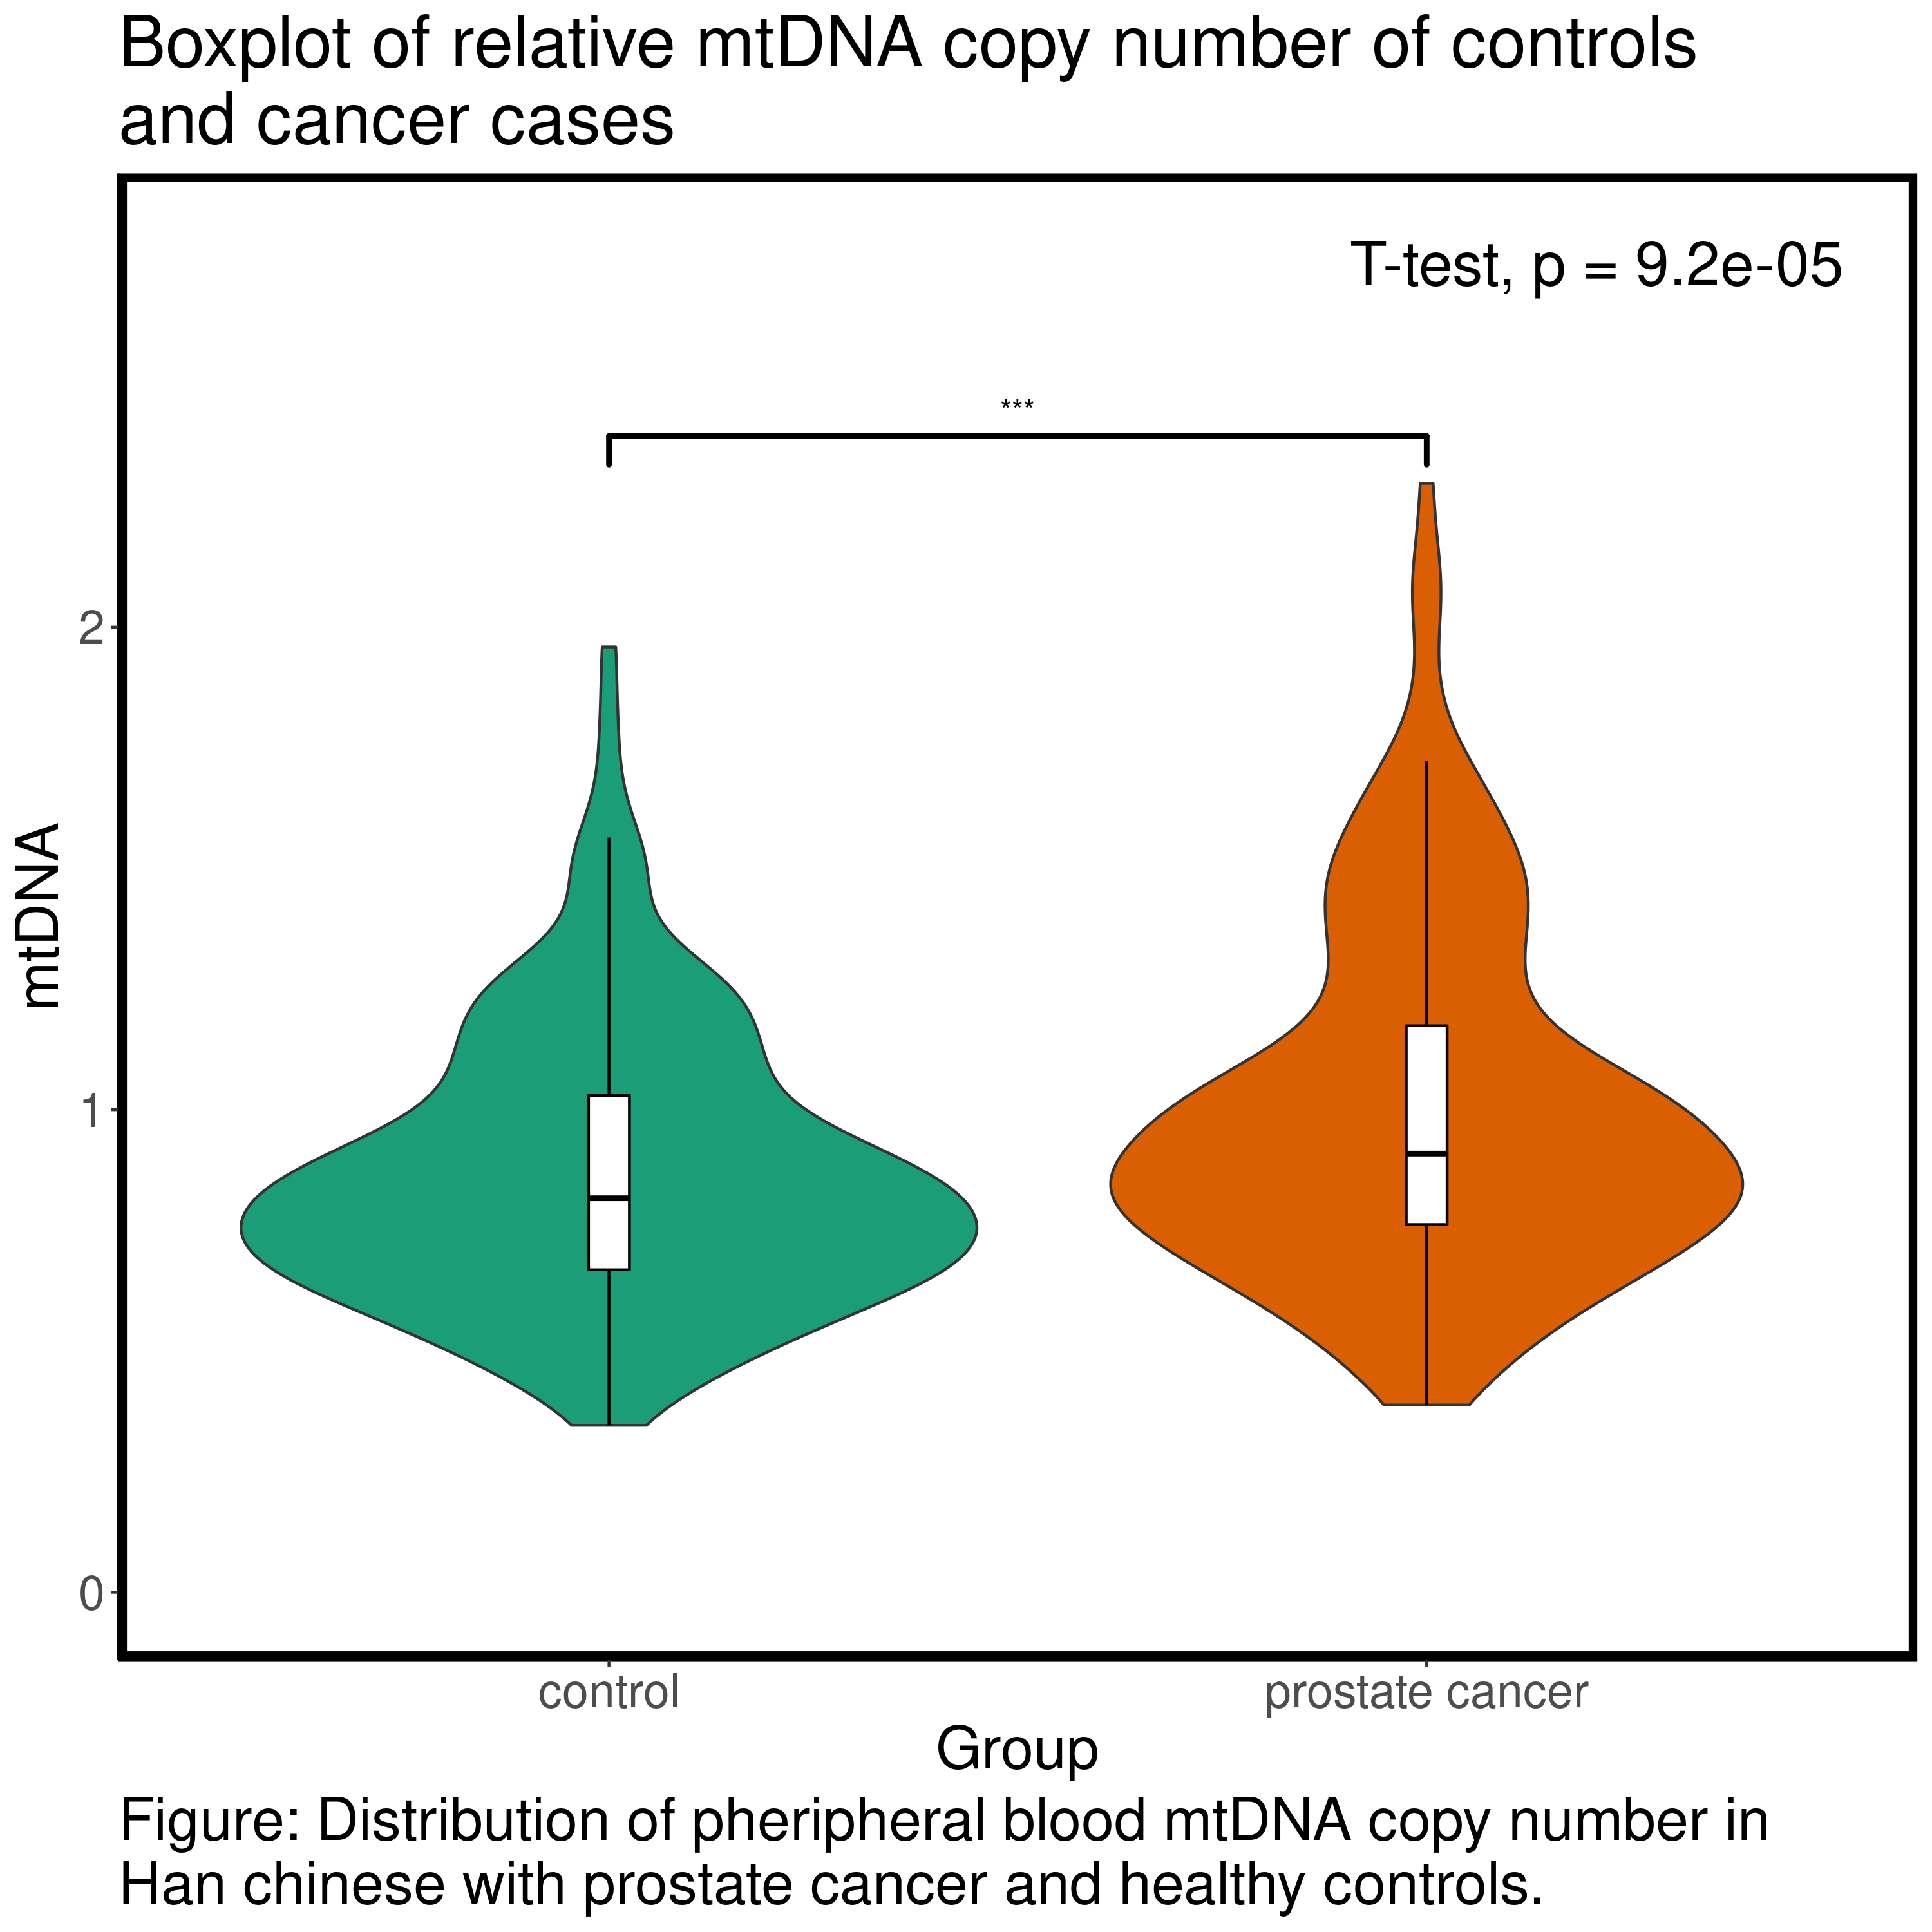 Boxplot of relative mtDNA copy number of controls
and cancer cases
T-test, p = 9.2e-05
***
mtDNA
2
1
0
control
prostate cancer
Group
Figure: Distribution of pheripheral blood mtDNA copy number in
Han chinese with prostate cancer and healthy controls.